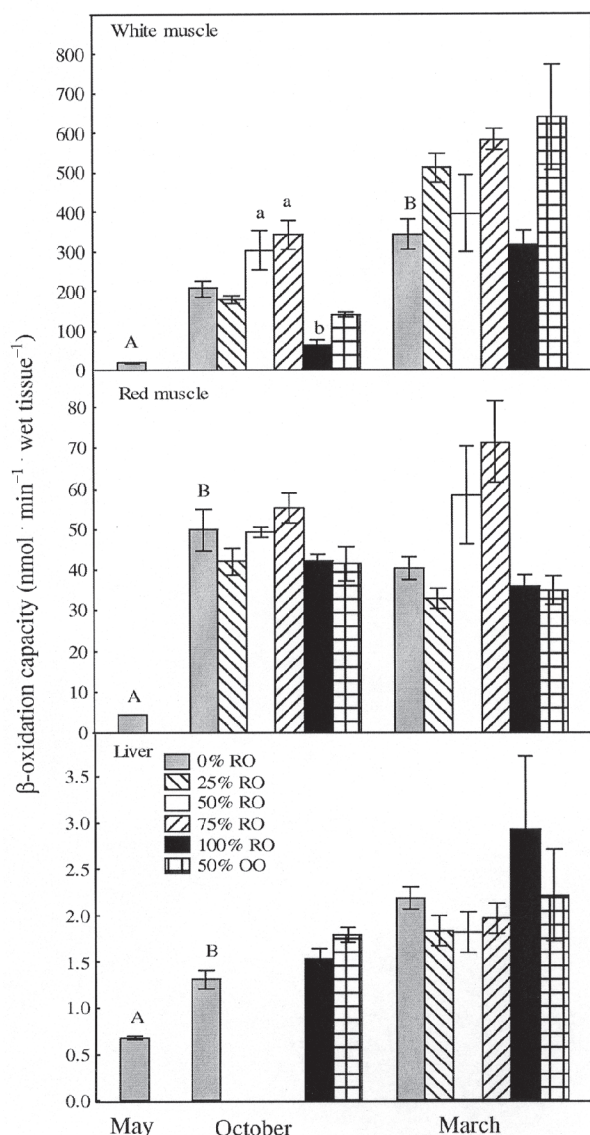 White muscle
800
700
600
500
400
300
200
100
0
A
a
a
b
B
Red muscle
70
60
50
40
30
20
10
0
A
B
Liver
3.5
3.0
2.5
2.0
1.5
1.0
0.5
0.0
A
B
0% RO
25% RO
50% RO
75% RO
100% RO
50% OO
May
October
March
β-oxidation capacity (nmol · min⁻¹ · wet tissue⁻¹)